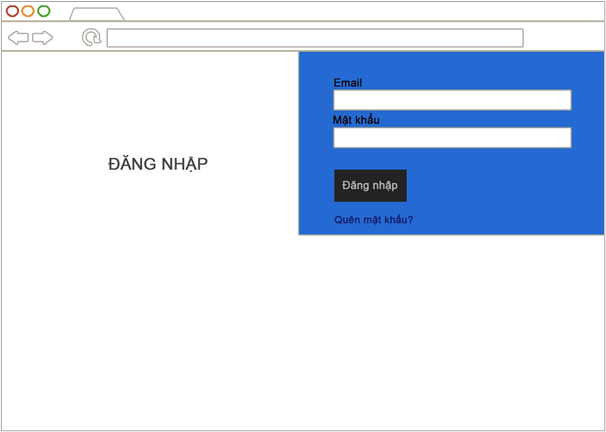 ĐĂNG NHẬP
Email
Mật khẩu
Đăng nhập
Quên mật khẩu?